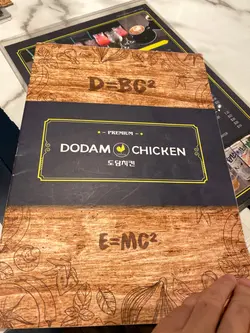 D=BC²
PREMIUM
DODAM CHICKEN
도담치킨
E=MC²